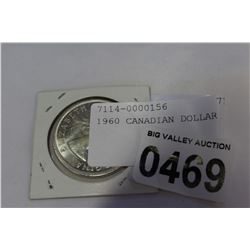 7114-0000156
1960 CANADIAN DOLLAR
BIG VALLEY AUCTION
0469